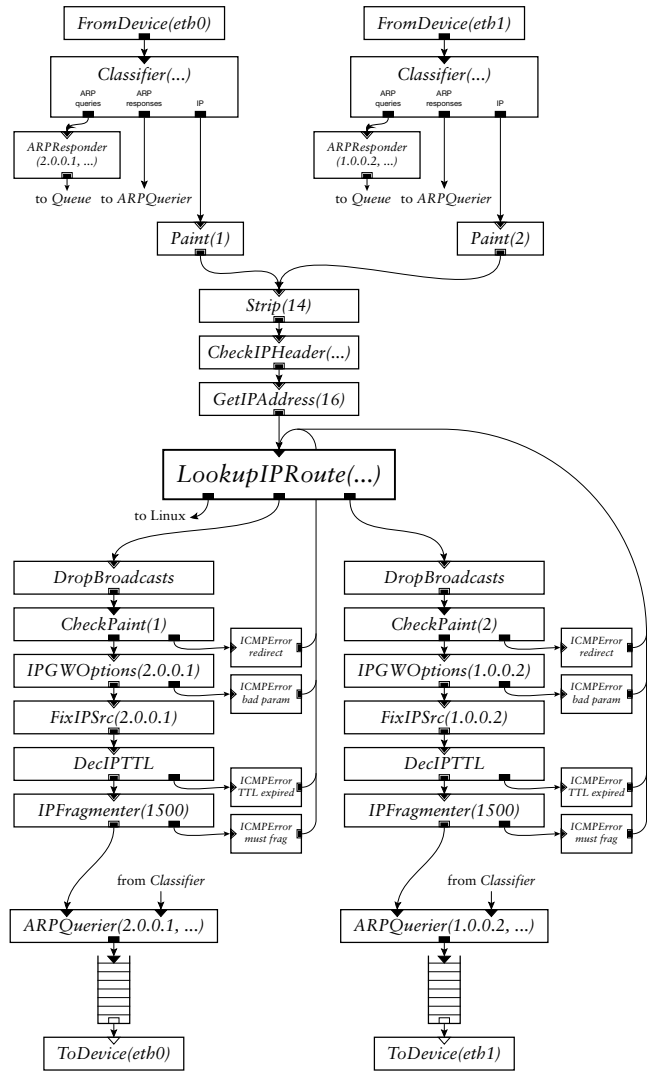 FromDevice(eth0)
FromDevice(eth1)
Classifier(...)
ARP queries
ARP responses
IP
Classifier(...)
ARP queries
ARP responses
IP
ARPResponder
(2.0.0.1, ...)
ARPResponder
(1.0.0.2, ...)
to Queue
to ARPQuerier
to Queue
to ARPQuerier
Paint(1)
Paint(2)
Strip(14)
CheckIPHeader(...)
GetIPAddress(16)
LookupIPRoute(...)
to Linux
DropBroadcasts
CheckPaint(1)
ICMPError
redirect
IPGWOptions(2.0.0.1)
ICMPError
bad param
FixIPSrc(2.0.0.1)
DecIPTTL
ICMPError
TTL expired
IPFragmenter(1500)
ICMPError
must frag
from Classifier
ARPQuerier(2.0.0.1, ...)
ToDevice(eth0)
DropBroadcasts
CheckPaint(2)
ICMPError
redirect
IPGWOptions(1.0.0.2)
ICMPError
bad param
FixIPSrc(1.0.0.2)
DecIPTTL
ICMPError
TTL expired
IPFragmenter(1500)
ICMPError
must frag
from Classifier
ARPQuerier(1.0.0.2, ...)
ToDevice(eth1)